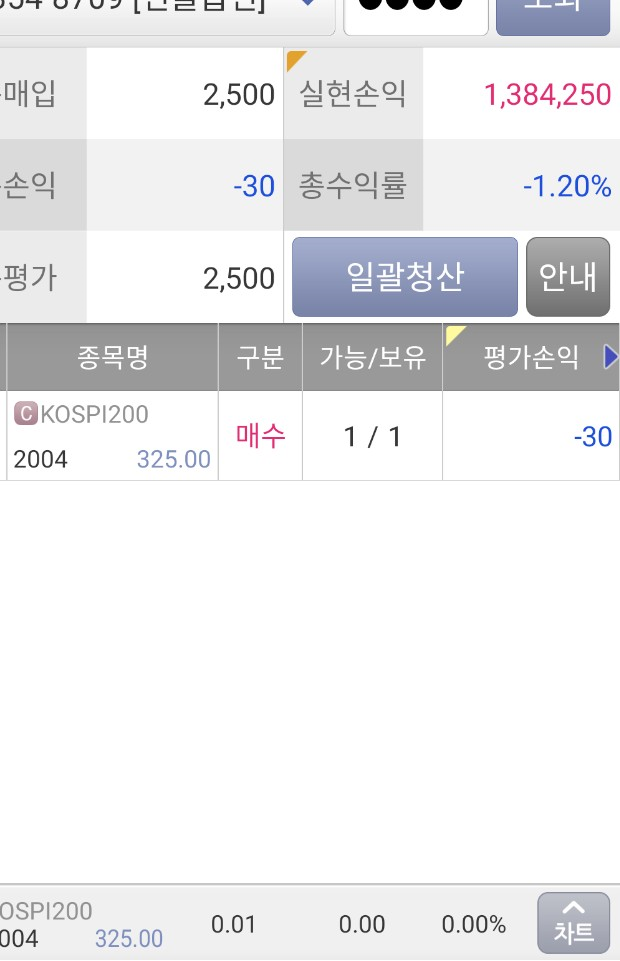 매입 2,500 실현손익 1,384,250
손익 -30 총수익률 -1.20%
평가 2,500 일괄청산 안내
종목명 구분 가능/보유 평가손익
C KOSPI200 매수 1 / 1 -30
2004 325.00
OSPI200 0.01 0.00 0.00% 차트
004 325.00